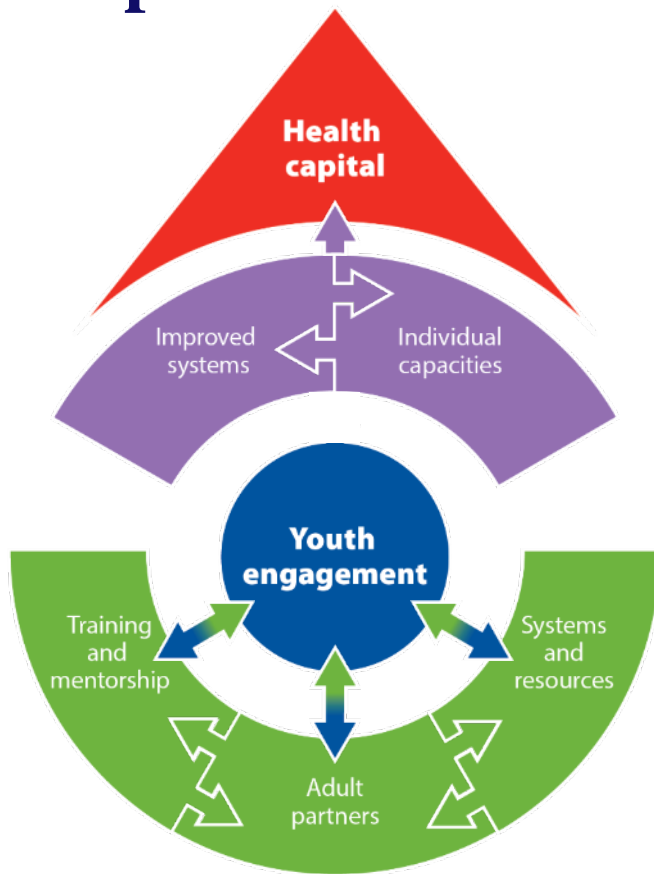 Health
capital
Improved
systems
Individual
capacities
Youth
engagement
Training
and
mentorship
Adult
partners
Systems
and
resources